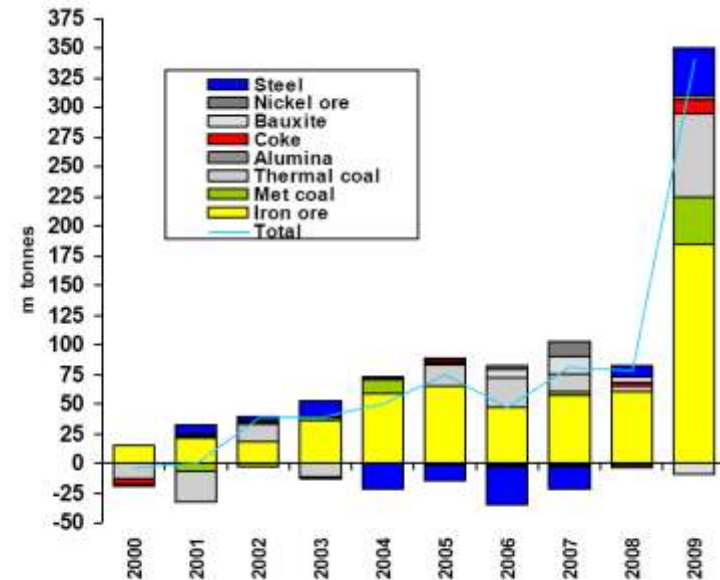 375
350
325
300
275
250
225
200
175
150
125
100
75
50
25
0
-25
-50
m tonnes
Steel
Nickel ore
Bauxite
Coke
Alumina
Thermal coal
Met coal
Iron ore
Total
2000
2001
2002
2003
2004
2005
2006
2007
2008
2009